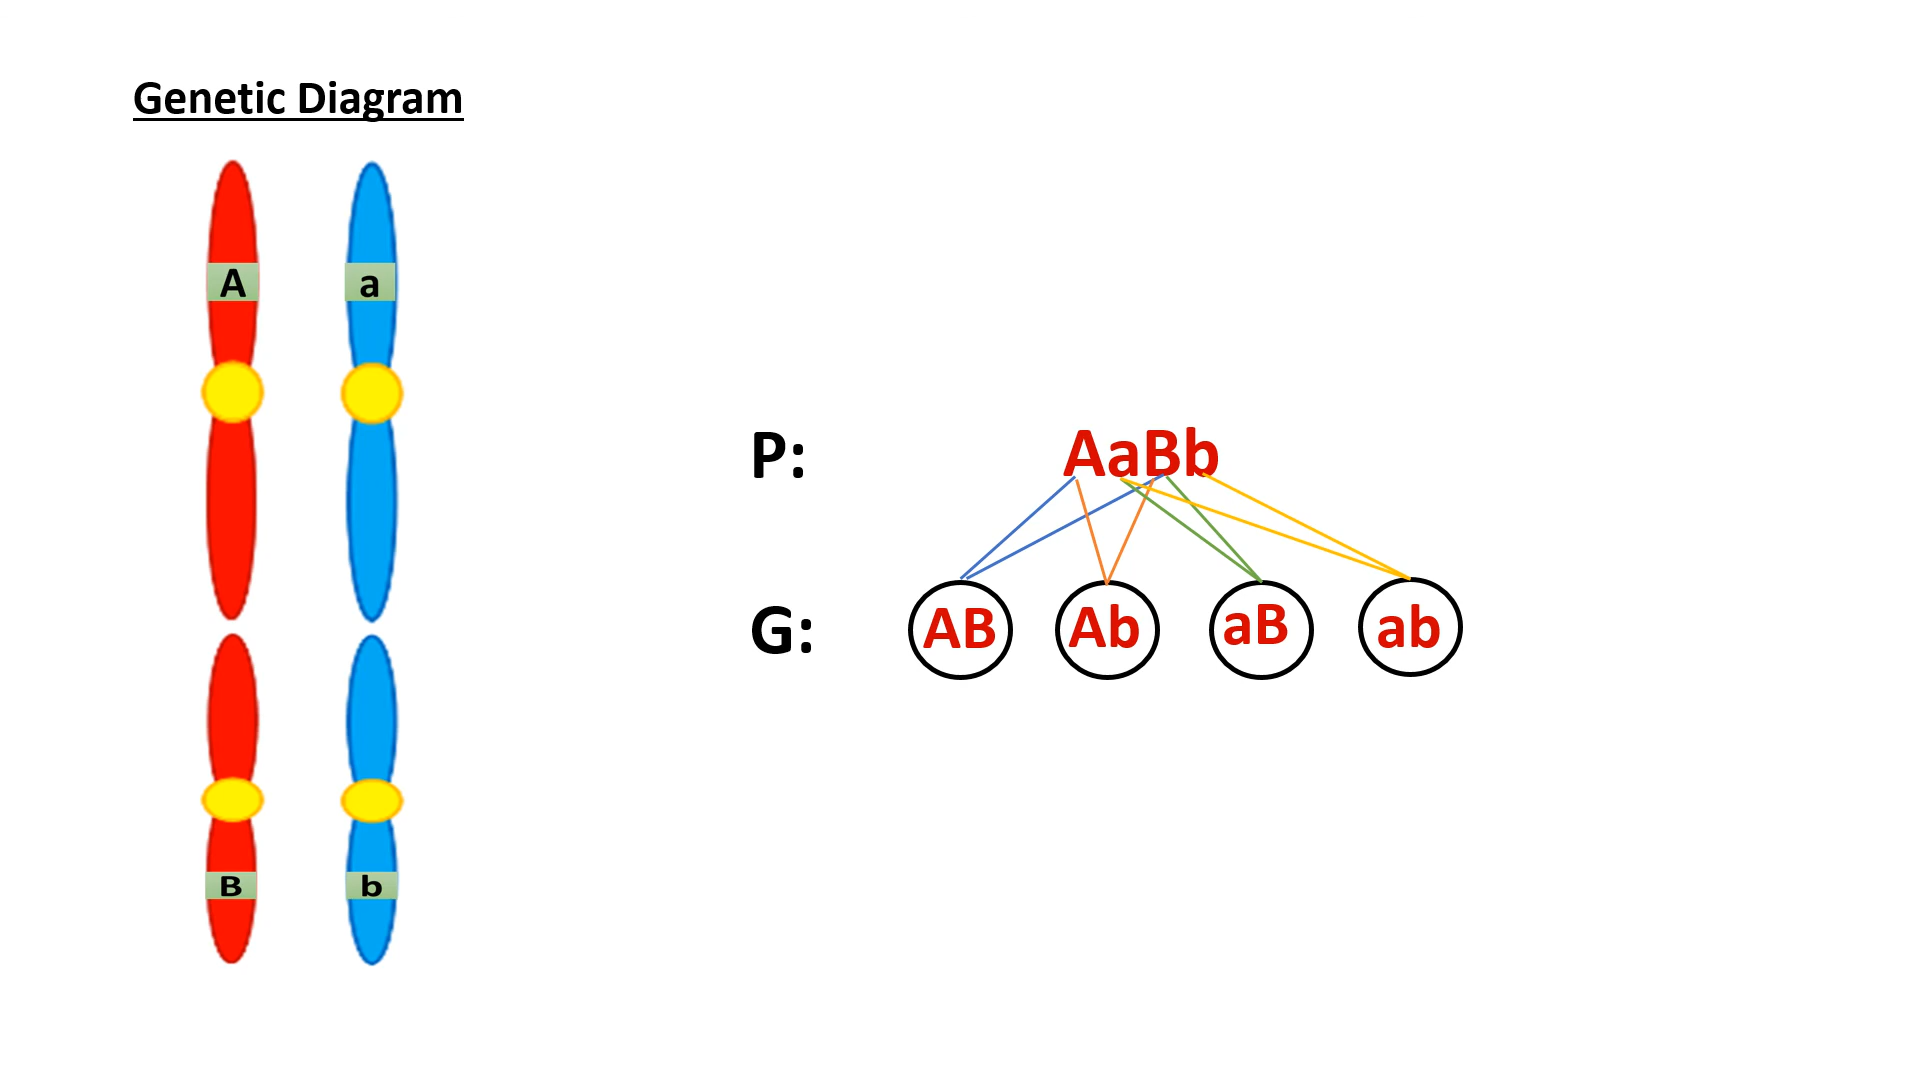 Genetic Diagram
A a
B b
P: AaBb
G: AB Ab aB ab